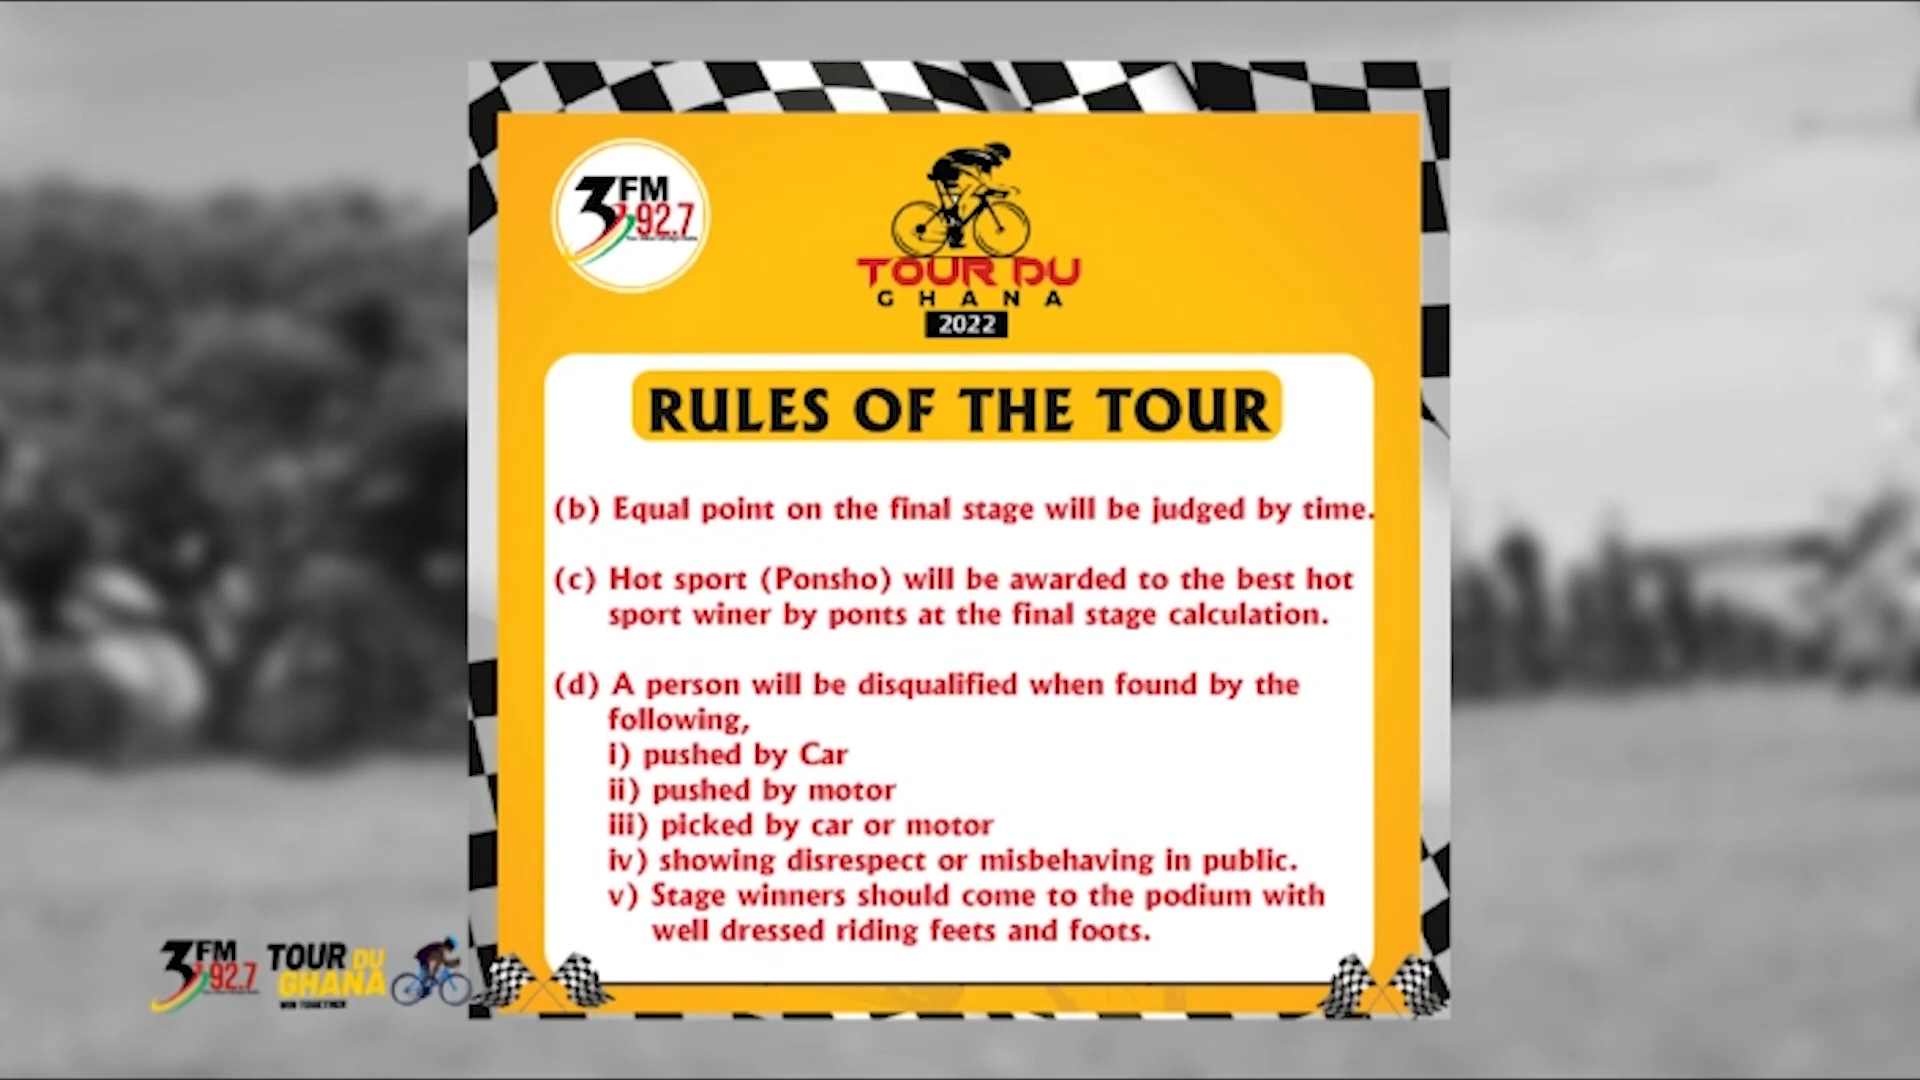 3FM
92.7
TOUR DU
GHANA
2022
RULES OF THE TOUR
(b) Equal point on the final stage will be judged by time.
(c) Hot sport (Ponsho) will be awarded to the best hot
sport winer by ponts at the final stage calculation.
(d) A person will be disqualified when found by the
following,
i) pushed by Car
ii) pushed by motor
iii) picked by car or motor
iv) showing disrespect or misbehaving in public.
v) Stage winners should come to the podium with
well dressed riding feets and foots.
3FM
92.7
TOUR DU
GHANA
WIN TOGETHER